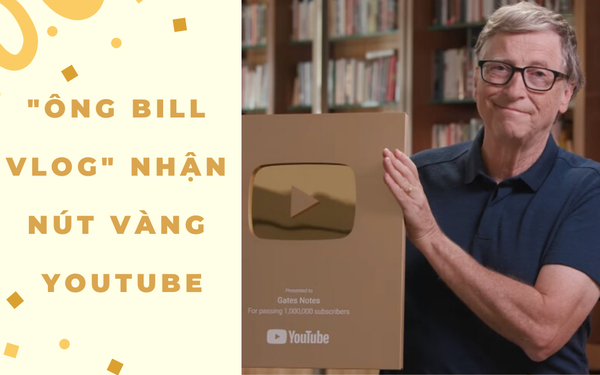 "ÔNG BILL
VLOG" NHẬN
NÚT VÀNG
YOUTUBE
Presented to
Gates Notes
For passing 1,000,000 subscribers
YouTube